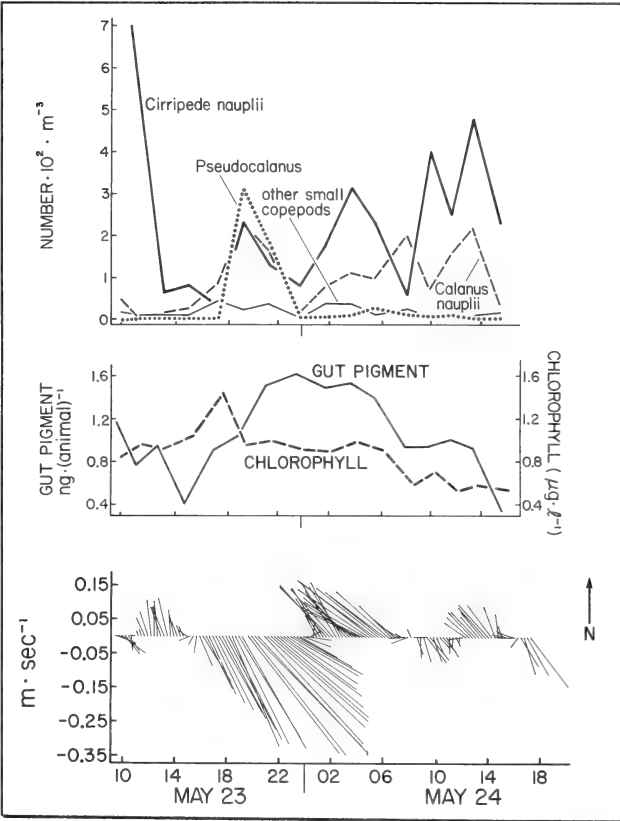 7
6
5
4
3
2
1
0
NUMBER·10² · m⁻³
Cirripede nauplii
Pseudocalanus
other small
copepods
Calanus
nauplii
GUT PIGMENT
ng·(animal)⁻¹
1.6
1.2
0.8
0.4
GUT PIGMENT
CHLOROPHYLL
1.6
1.2
0.8
0.4
CHLOROPHYLL (µg·ℓ⁻¹)
m· sec⁻¹
0.15
0.05
-0.05
-0.15
-0.25
-0.35
N
10 14 18 22 02 06 10 14 18
MAY 23 MAY 24